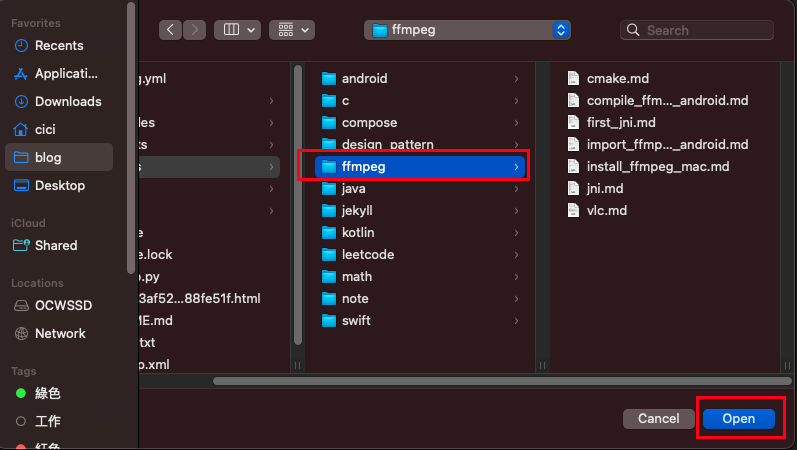 Favorites
Recents
Applicati...
Downloads
cici
blog
Desktop
iCloud
Shared
Locations
OCWSSD
Network
Tags
綠色
工作
紅色
ffmpeg
Search
g.yml
les
ts
s
e
e.lock
o.py
3af52...88fe51f.html
ME.md
txt
p.xml
android
c
compose
design_pattern
ffmpeg
java
jekyll
kotlin
leetcode
math
note
swift
cmake.md
compile_ffm..._android.md
first_jni.md
import_ffmp..._android.md
install_ffmpeg_mac.md
jni.md
vlc.md
Cancel
Open